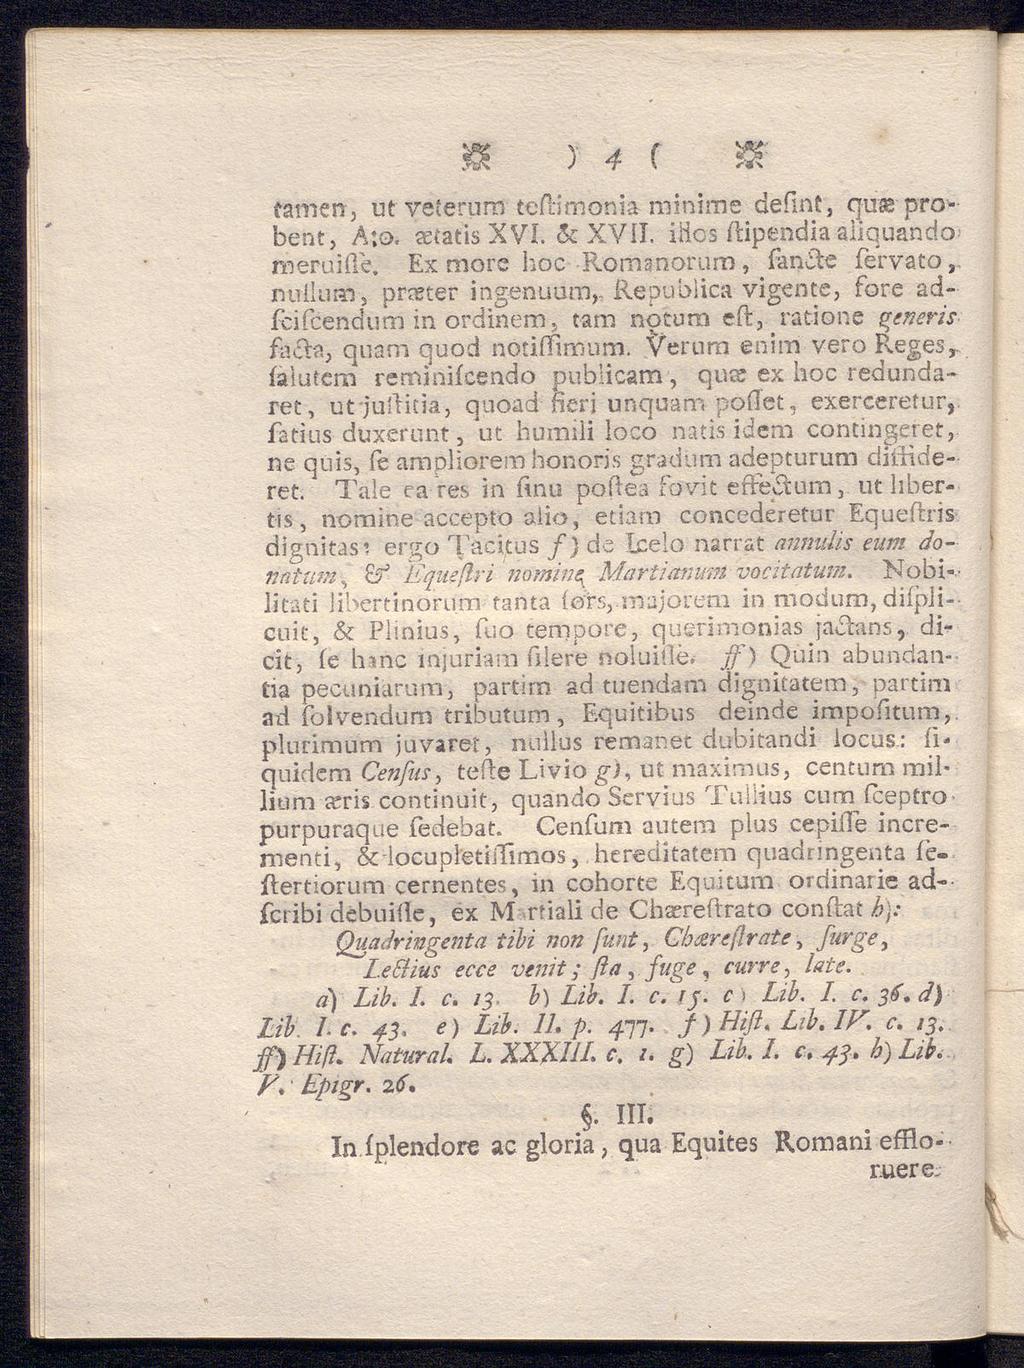 ) 4 (
tamen, ut veterum teſtimonia minime deſint, quæ pro-
bent, A:o. ætatis XVI. & XVII. illos ſtipendia aliquando
meruiſſe. Ex more hoc Romanorum, ſancte ſervato,
nullum, præter ingenuum, Republica vigente, fore ad-
ſciſcendum in ordinem, tam notum eſt, ratione generis
facta, quam quod notiſſimum. Verum enim vero Reges,
ſalutem reminiſcendo publicam, quæ ex hoc redunda-
ret, ut juſtitia, quoad fieri unquam poſſet, exerceretur,
ſatius duxerunt, ut humili loco natis idem contingeret,
ne quis, ſe ampliorem honoris gradum adepturum diffide-
ret. Tale ea res in ſinu poſtea fovit effectum, ut liber-
tis, nomine accepto alio, etiam concederetur Equeſtris
dignitas: ergo Tacitus f) de Icelo narrat annulis eum do-
natum, & Equeſtri nomine Martianum vocitatum. Nobi-
litati libertinorum tanta ſors, majorem in modum, diſpli-
cuit, & Plinius, ſuo tempore, querimonias jactans, di-
cit, ſe hanc injuriam ſilere noluiſſe. ff) Quin abundan-
tia pecuniarum, partim ad tuendam dignitatem, partim
ad ſolvendum tributum, Equitibus deinde impoſitum,
plurimum juvaret, nullus remanet dubitandi locus: ſi-
quidem Cenſus, teſte Livio g), ut maximus, centum mil-
lium æris continuit, quando Servius Tullius cum ſceptro
purpuraque ſedebat. Cenſum autem plus cepiſſe incre-
menti, & locupletiſſimos, hereditatem quadringenta ſe-
ſtertiorum cernentes, in cohorte Equitum ordinarie ad-
ſcribi debuiſſe, ex Martiali de Chæreſtrato conſtat h):
Quadringenta tibi non ſunt, Chæreſtrate, ſurge,
Lectius ecce venit; ſta, fuge, curre, late.
a) Lib. I. c. 13. b) Lib. I. c. 15. c) Lib. I. c. 36. d)
Lib. I. c. 43. e) Lib. II. p. 477. f) Hiſt. Lib. IV. c. 13.
ff) Hiſt. Natural. L. XXXIII. c. 1. g) Lib. I. c. 43. h) Lib.
V. Epigr. 26.
§. III.
In ſplendore ac gloria, qua Equites Romani efflo-
ruere